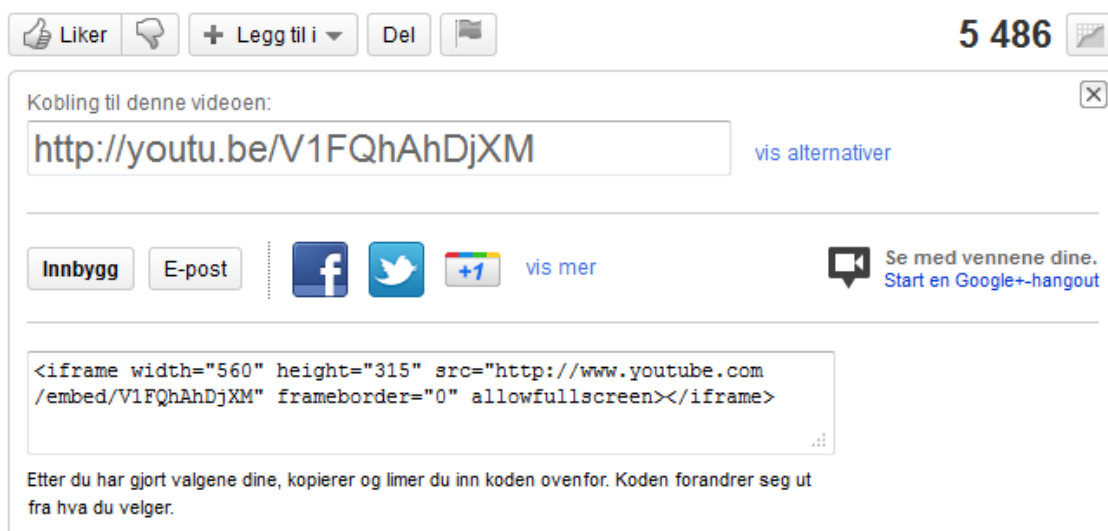 Liker + Legg til i Del 5 486
Kobling til denne videoen:
http://youtu.be/V1FQhAhDjXM vis alternativer
Innbygg E-post f +1 vis mer Se med vennene dine.
Start en Google+-hangout
<iframe width="560" height="315" src="http://www.youtube.com
/embed/V1FQhAhDjXM" frameborder="0" allowfullscreen></iframe>
Etter du har gjort valgene dine, kopierer og limer du inn koden ovenfor. Koden forandrer seg ut
fra hva du velger.